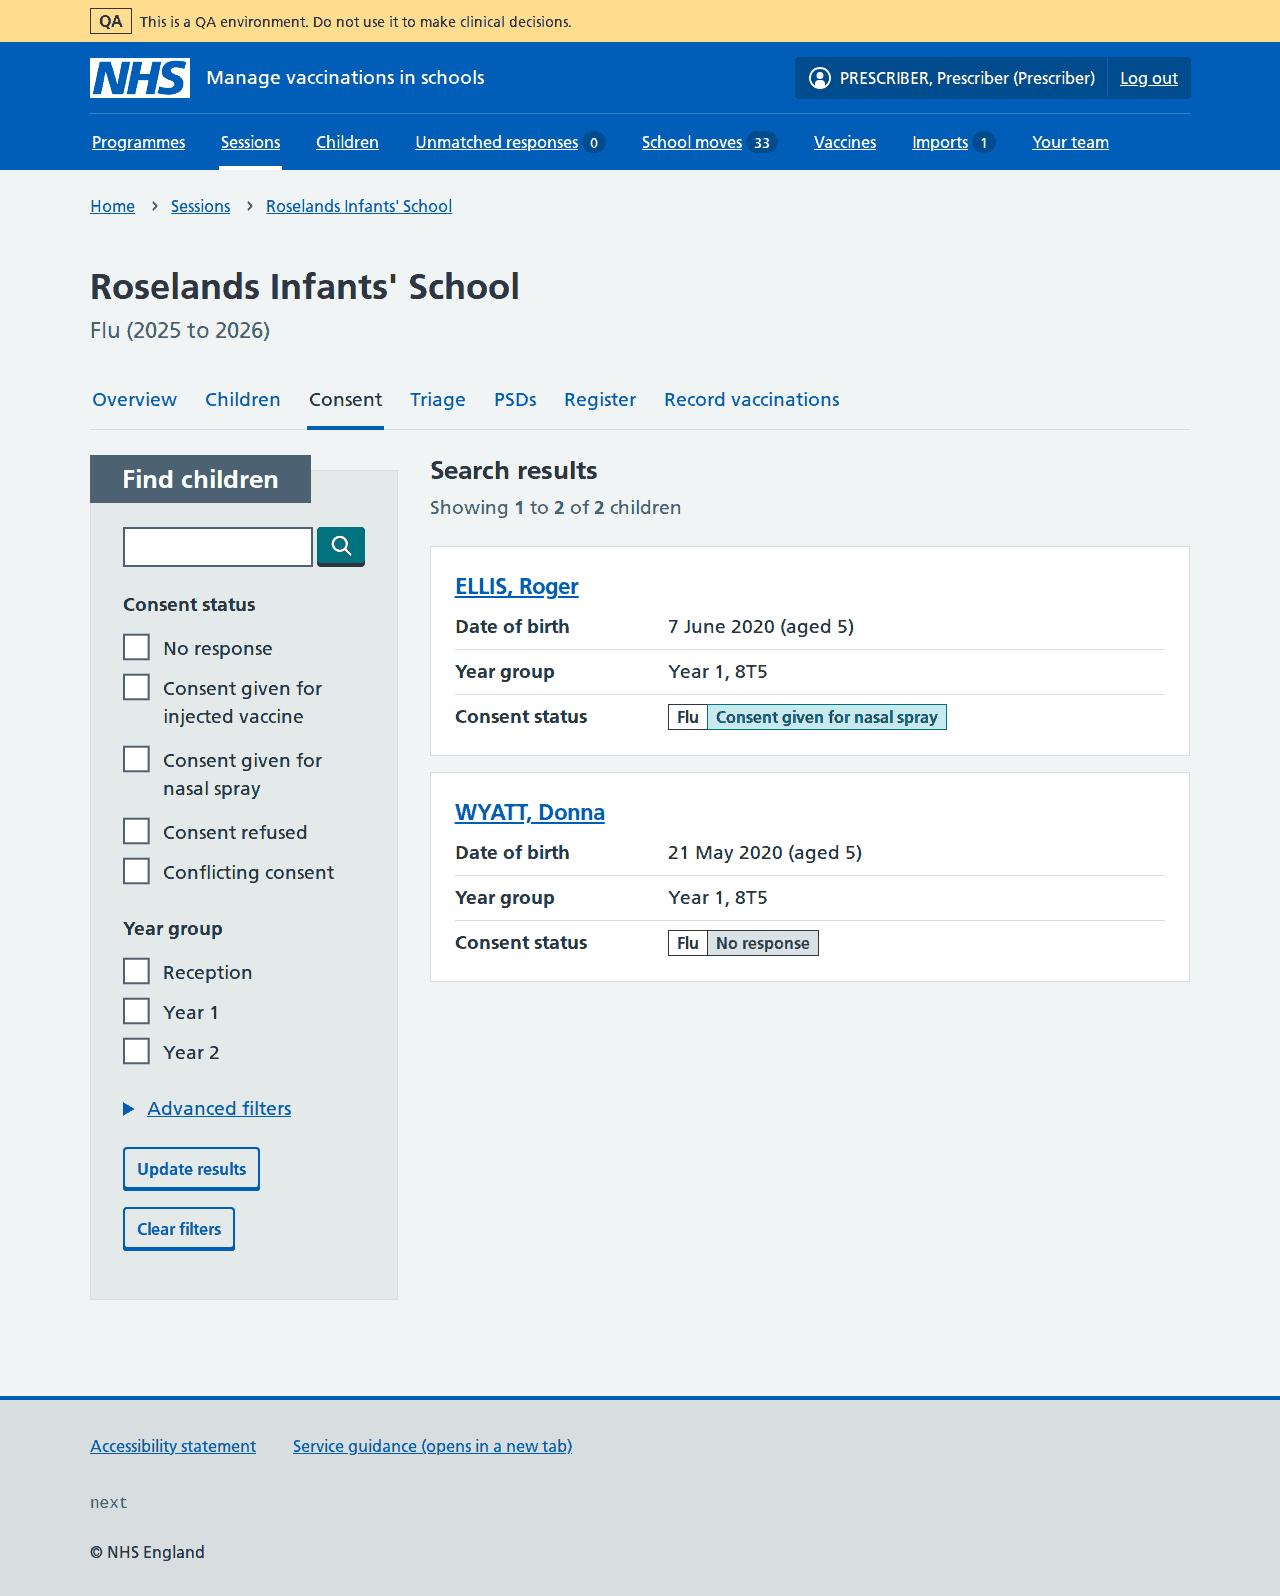 QA This is a QA environment. Do not use it to make clinical decisions.
NHS Manage vaccinations in schools PRESCRIBER, Prescriber (Prescriber) Log out
Programmes Sessions Children Unmatched responses 0 School moves 33 Vaccines Imports 1 Your team
Home Sessions Roselands Infants' School
Roselands Infants' School
Flu (2025 to 2026)
Overview Children Consent Triage PSDs Register Record vaccinations
Find children
Consent status
No response
Consent given for
injected vaccine
Consent given for
nasal spray
Consent refused
Conflicting consent
Year group
Reception
Year 1
Year 2
Advanced filters
Update results
Clear filters
Search results
Showing 1 to 2 of 2 children
ELLIS, Roger
Date of birth 7 June 2020 (aged 5)
Year group Year 1, 8T5
Consent status Flu Consent given for nasal spray
WYATT, Donna
Date of birth 21 May 2020 (aged 5)
Year group Year 1, 8T5
Consent status Flu No response
Accessibility statement Service guidance (opens in a new tab)
next
© NHS England